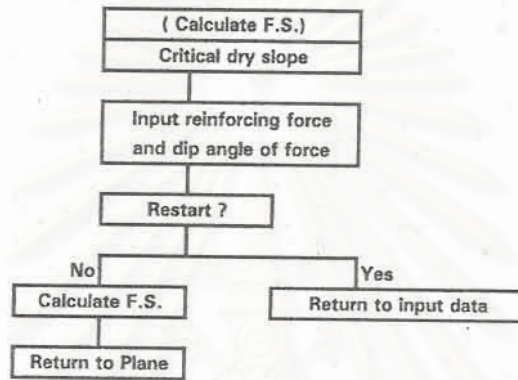 ( Calculate F.S.)
Critical dry slope
Input reinforcing force
and dip angle of force
Restart ?
No
Yes
Calculate F.S.
Return to input data
Return to Plane